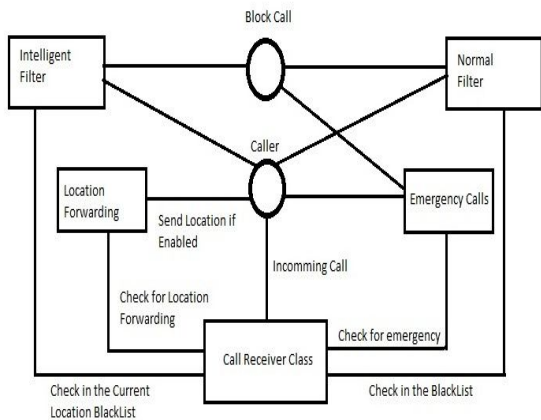 Block Call
Intelligent
Filter
Normal
Filter
Caller
Location
Forwarding
Emergency Calls
Send Location if
Enabled
Incomming Call
Check for Location
Forwarding
Check for emergency
Call Receiver Class
Check in the Current
Location BlackList
Check in the BlackList